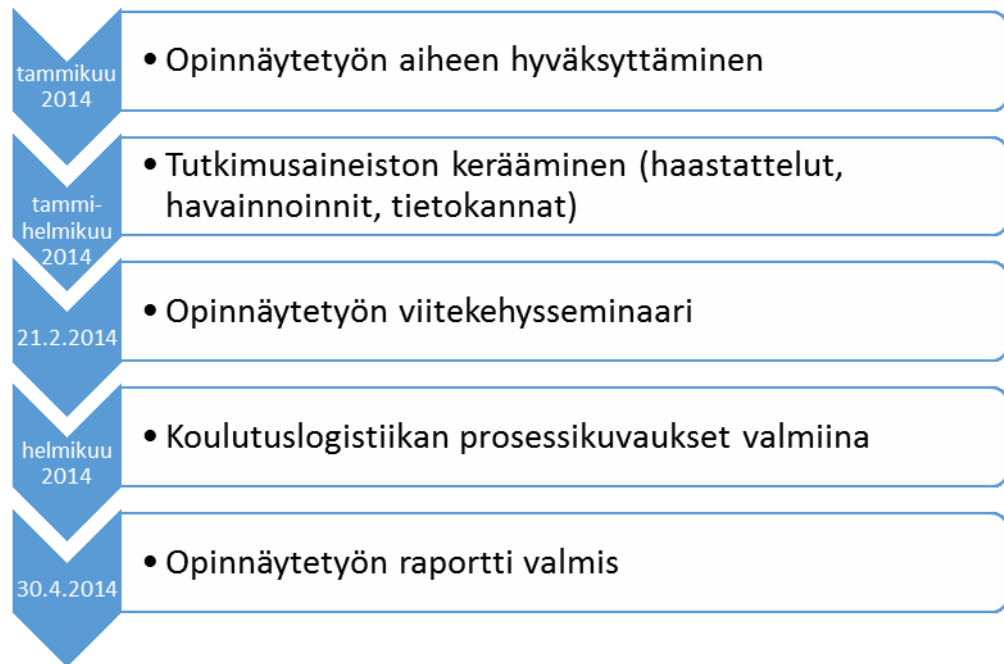 tammikuu
2014
• Opinnäytetyön aiheen hyväksyttäminen
tammi-
helmikuu
2014
• Tutkimusaineiston kerääminen (haastattelut,
havainnoinnit, tietokannat)
21.2.2014
• Opinnäytetyön viitekehysseminaari
helmikuu
2014
• Koulutuslogistiikan prosessikuvaukset valmiina
30.4.2014
• Opinnäytetyön raportti valmis